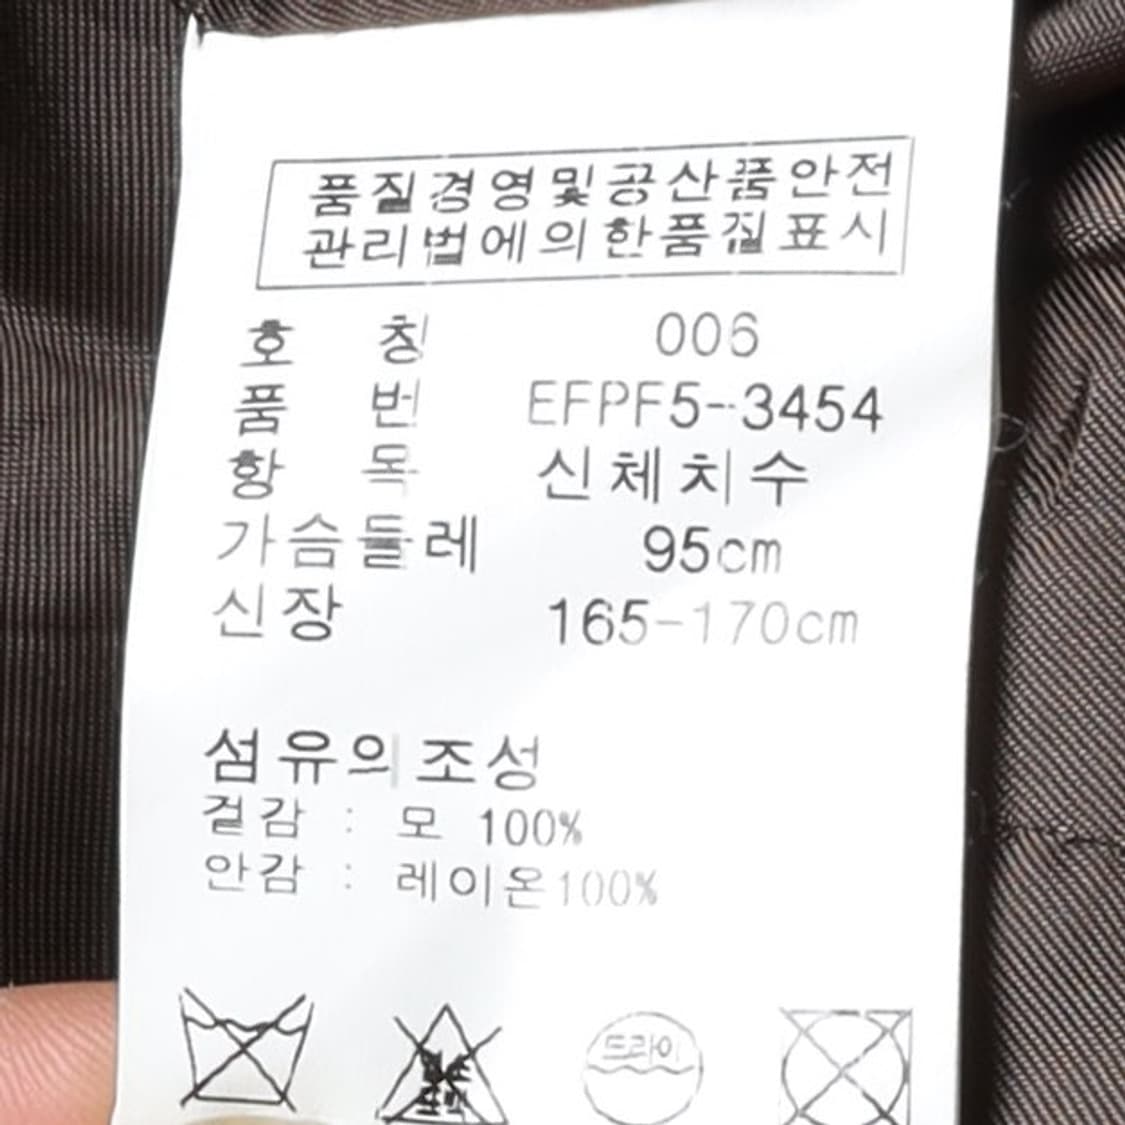 품질경영및공산품안전
관리법에의한품질표시
호 칭 006
품 번 EFPF5-3454
항 목 신체치수
가슴둘레 95cm
신장 165-170cm
섬유의조성
겉감 : 모 100%
안감 : 레이온100%
드라이